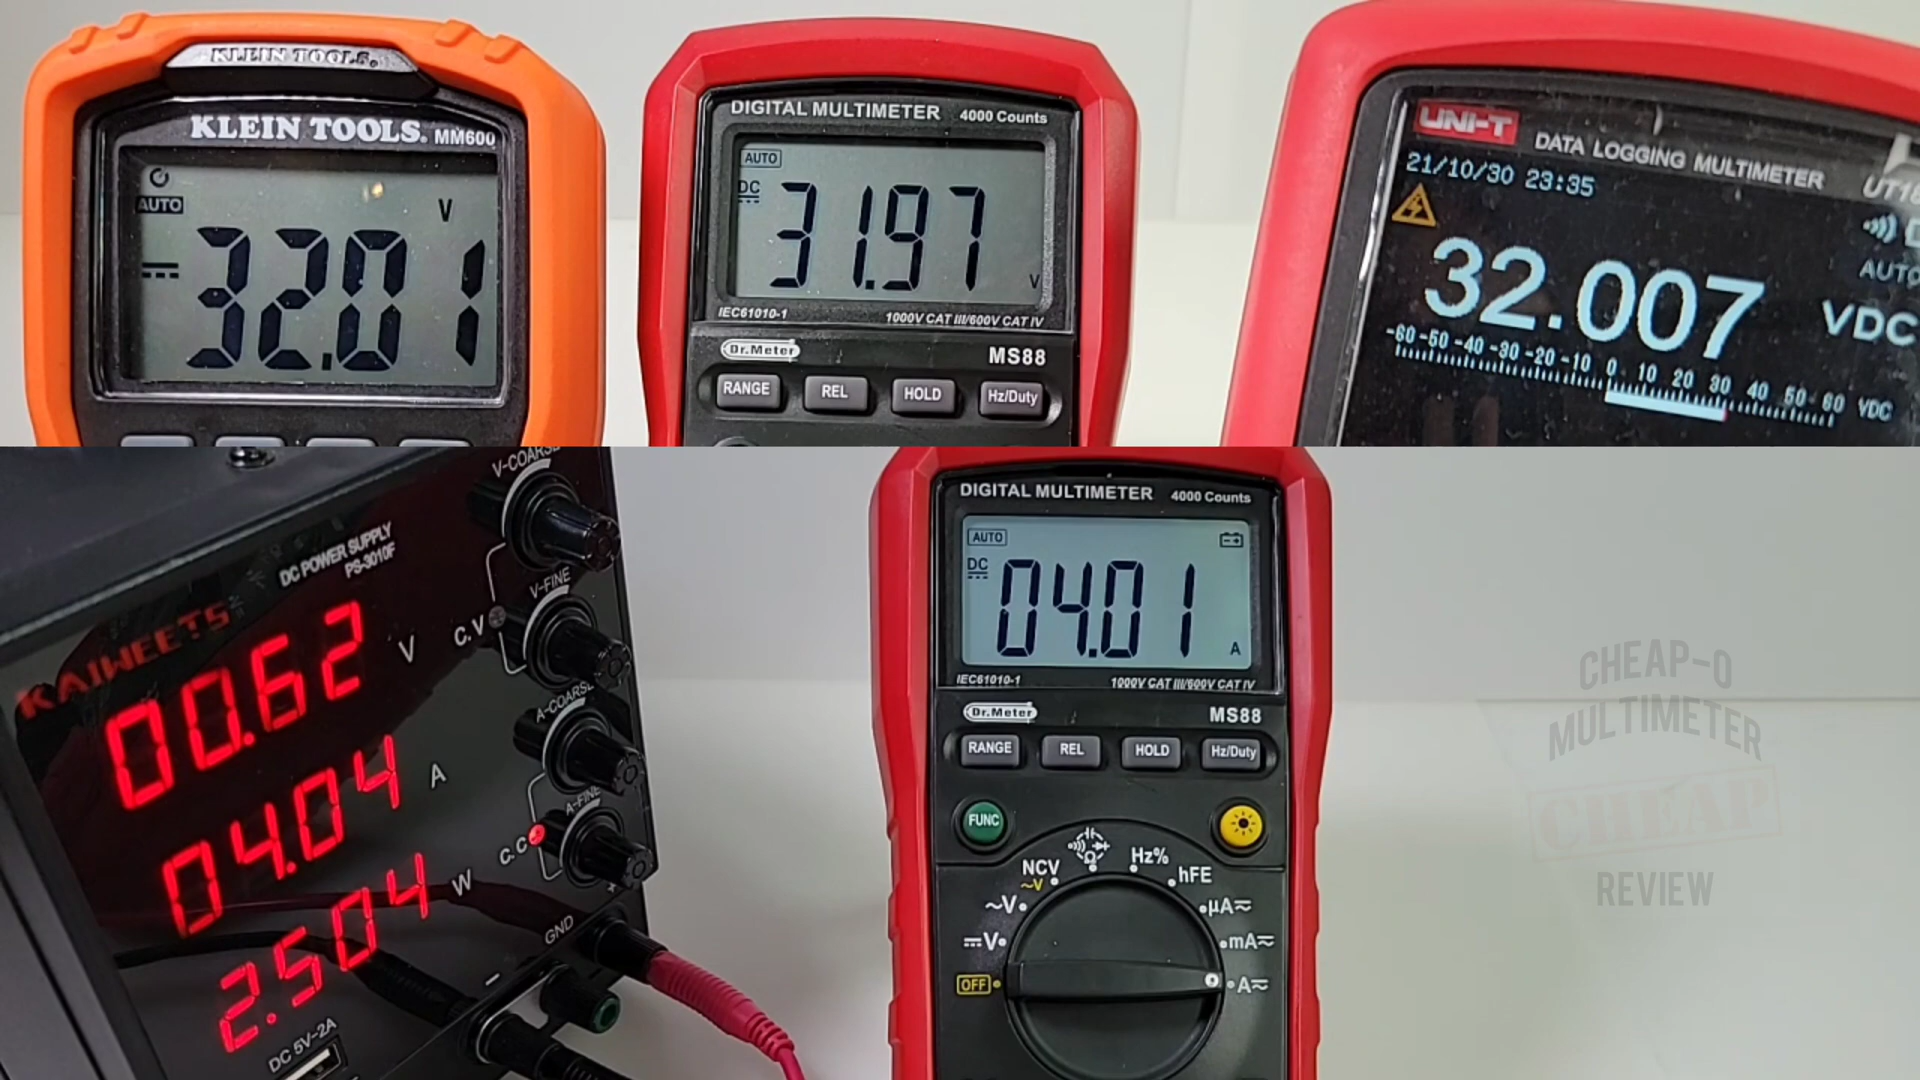 KLEIN TOOLS®
KLEIN TOOLS® MM600
AUTO
V
32.01
DIGITAL MULTIMETER 4000 Counts
AUTO
DC
31.97
V
IEC61010-1 1000V CAT III/600V CAT IV
Dr.Meter
MS88
RANGE REL HOLD Hz/Duty
UNI-T DATA LOGGING MULTIMETER
21/10/30 23:35
AUTO
32.007 VDC
-60 -50 -40 -30 -20 -10 0 10 20 30 40 50 60 VDC
V-COARSE
DC POWER SUPPLY
PS-3010F
V-FINE
KAIWEETS
C.V
00.62 V
A-COARSE
04.04 A
A-FINE
C.C
2.504 W
GND
−
+
DC 5V-2A
DIGITAL MULTIMETER 4000 Counts
AUTO
DC
04.01
A
IEC61010-1 1000V CAT III/600V CAT IV
Dr.Meter
MS88
RANGE REL HOLD Hz/Duty
FUNC
NCV
~V
Ω
Hz%
hFE
~V
μA
V
mA
OFF
A
CHEAP-O
MULTIMETER
CHEAP
REVIEW